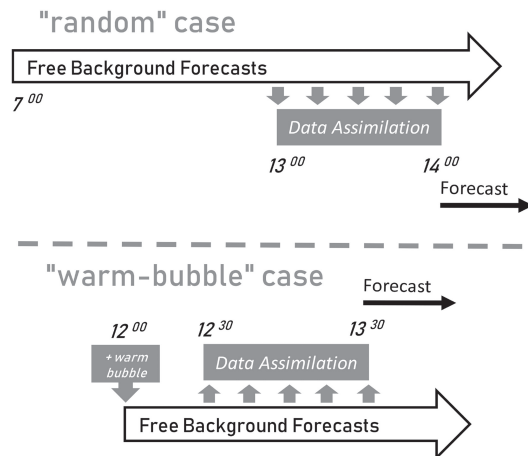 "random" case
Free Background Forecasts
7 00
Data Assimilation
13 00
14 00
Forecast
"warm-bubble" case
Forecast
12 00
12 30
13 30
+ warm
bubble
Data Assimilation
Free Background Forecasts